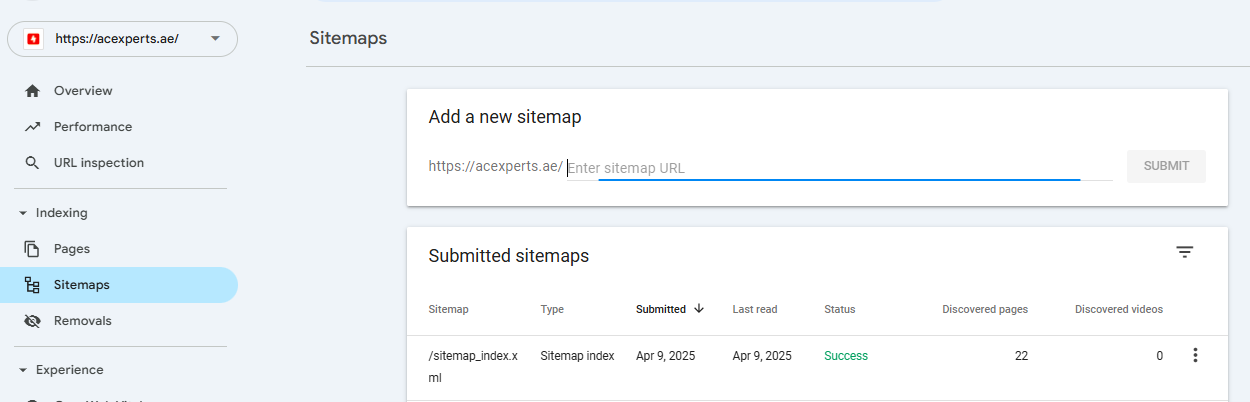 https://acexperts.ae/
Sitemaps
Overview
Performance
URL inspection
Indexing
Pages
Sitemaps
Removals
Experience
Add a new sitemap
https://acexperts.ae/ Enter sitemap URL SUBMIT
Submitted sitemaps
Sitemap Type Submitted Last read Status Discovered pages Discovered videos
/sitemap_index.x Sitemap index Apr 9, 2025 Apr 9, 2025 Success 22 0
ml